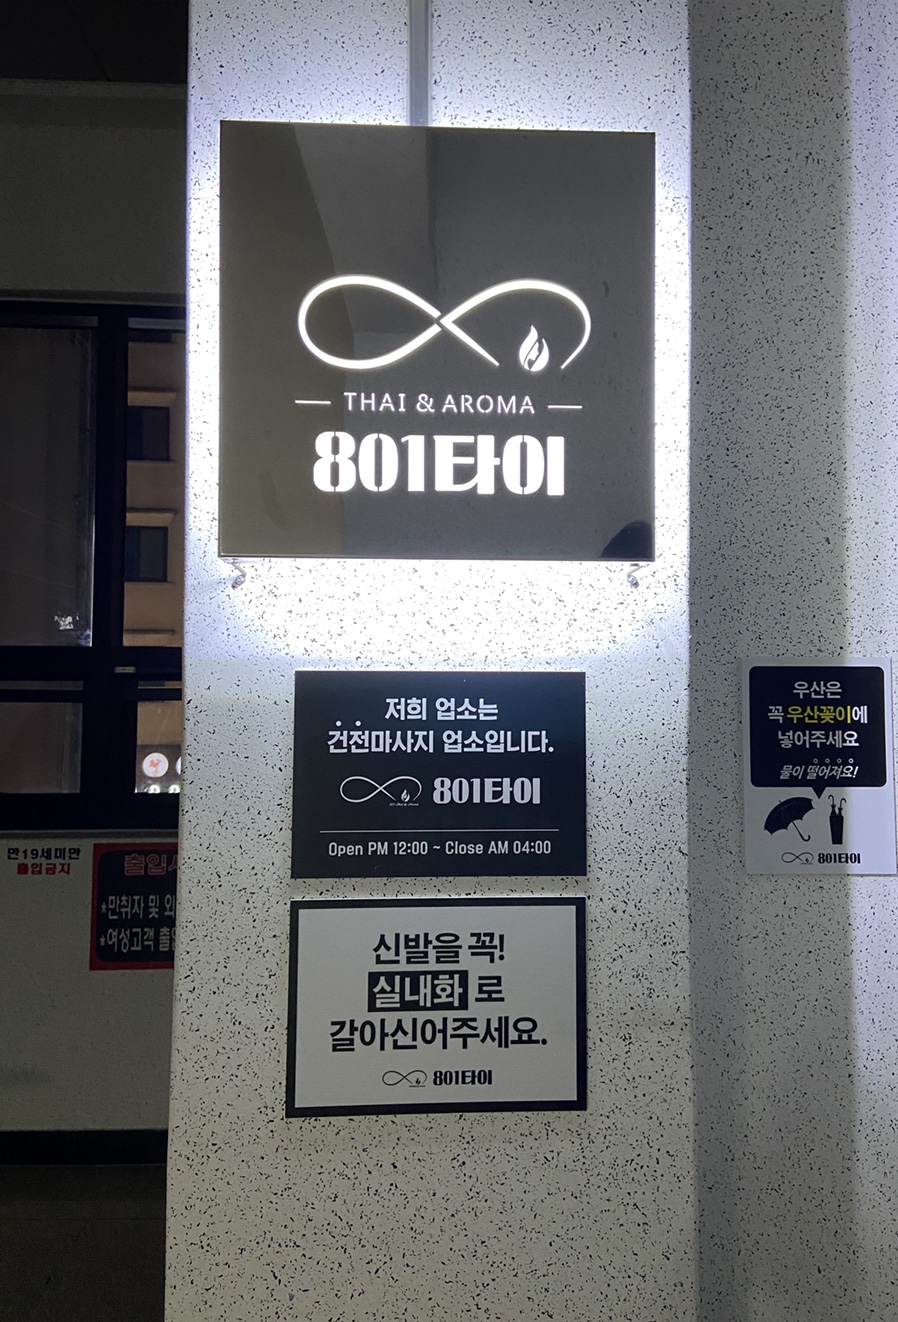 THAI & AROMA
801타이
저희 업소는
건전마사지 업소입니다.
801타이
Open PM 12:00 ~ Close AM 04:00
신발을 꼭!
실내화 로
갈아신어주세요.
801타이
우산은
꼭 우산꽂이에
넣어주세요
물이 떨어져요!
801타이
만19세미만
출입금지
*만취자 및
*여성고객